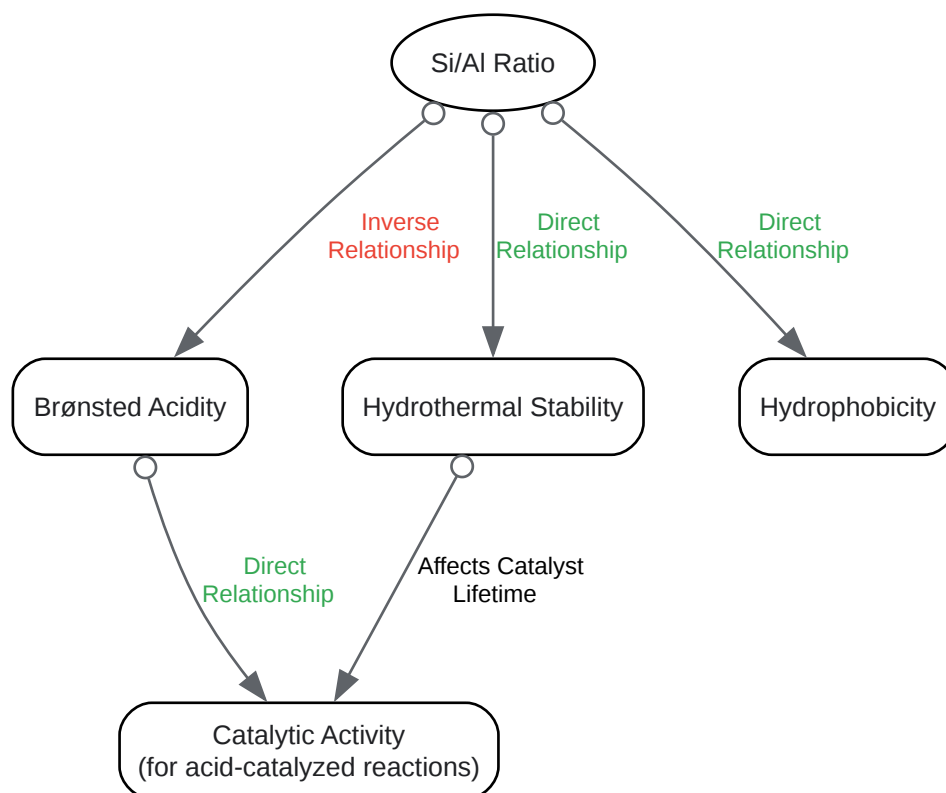 Si/Al Ratio
Inverse
Relationship
Direct
Relationship
Direct
Relationship
Brønsted Acidity
Hydrothermal Stability
Hydrophobicity
Direct
Relationship
Affects Catalyst
Lifetime
Catalytic Activity
(for acid-catalyzed reactions)